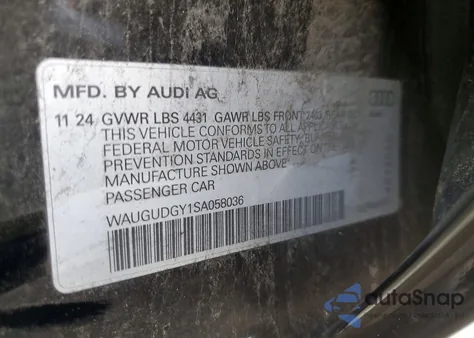 MFD. BY AUDI AG
11 24 GVWR LBS 4431 GAWR LBS FRONT
THIS VEHICLE CONFORMS TO ALL
FEDERAL MOTOR VEHICLE SAFETY,
PREVENTION STANDARDS IN EFFECT
MANUFACTURE SHOWN ABOVE
PASSENGER CAR
WAUGUDGY1SA058036
autoSnap